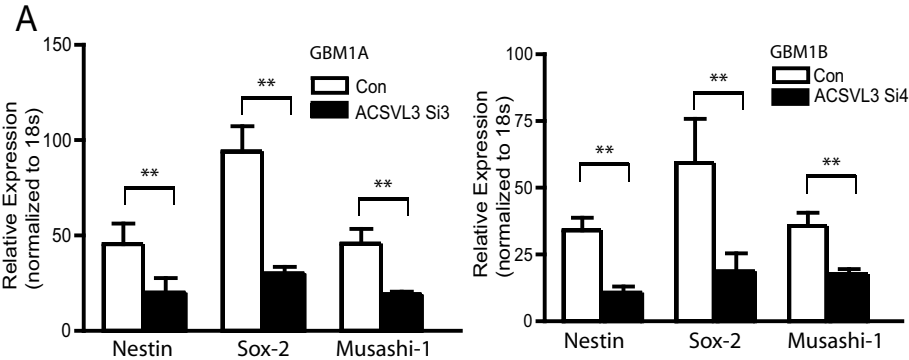 A
GBM1A
Con
ACSVL3 Si3
Relative Expression
(normalized to 18s)
150
100
50
0
**
**
**
Nestin
Sox-2
Musashi-1
GBM1B
Con
ACSVL3 Si4
Relative Expression
(normalized to 18s)
100
75
50
25
0
**
**
**
Nestin
Sox-2
Musashi-1